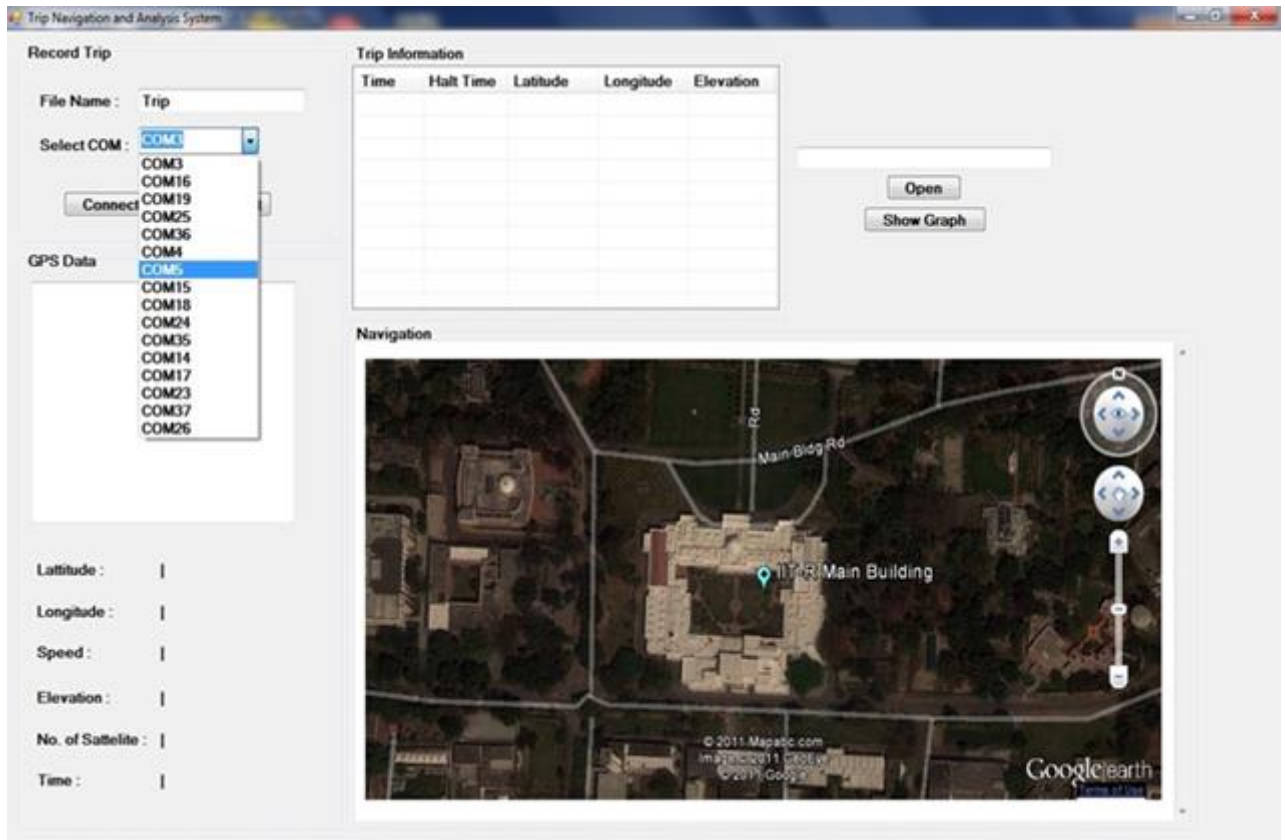 Trip Navigation and Analysis System
Record Trip
File Name : Trip
Select COM : COM3
COM3
COM16
COM19
COM25
COM36
COM4
COM5
COM15
COM18
COM24
COM35
COM14
COM17
COM23
COM37
COM26
Connect
GPS Data
Lattitude : |
Longitude : |
Speed : |
Elevation : |
No. of Sattelite : |
Time : |
Trip Information
Time Halt Time Latitude Longitude Elevation
Open
Show Graph
Navigation
Rd
Main Bldg Rd
IIT-R Main Building
N
© 2011 Mapabc.com
Image © 2011 GeoEye
© 2011 Google
Google earth
Terms of Use